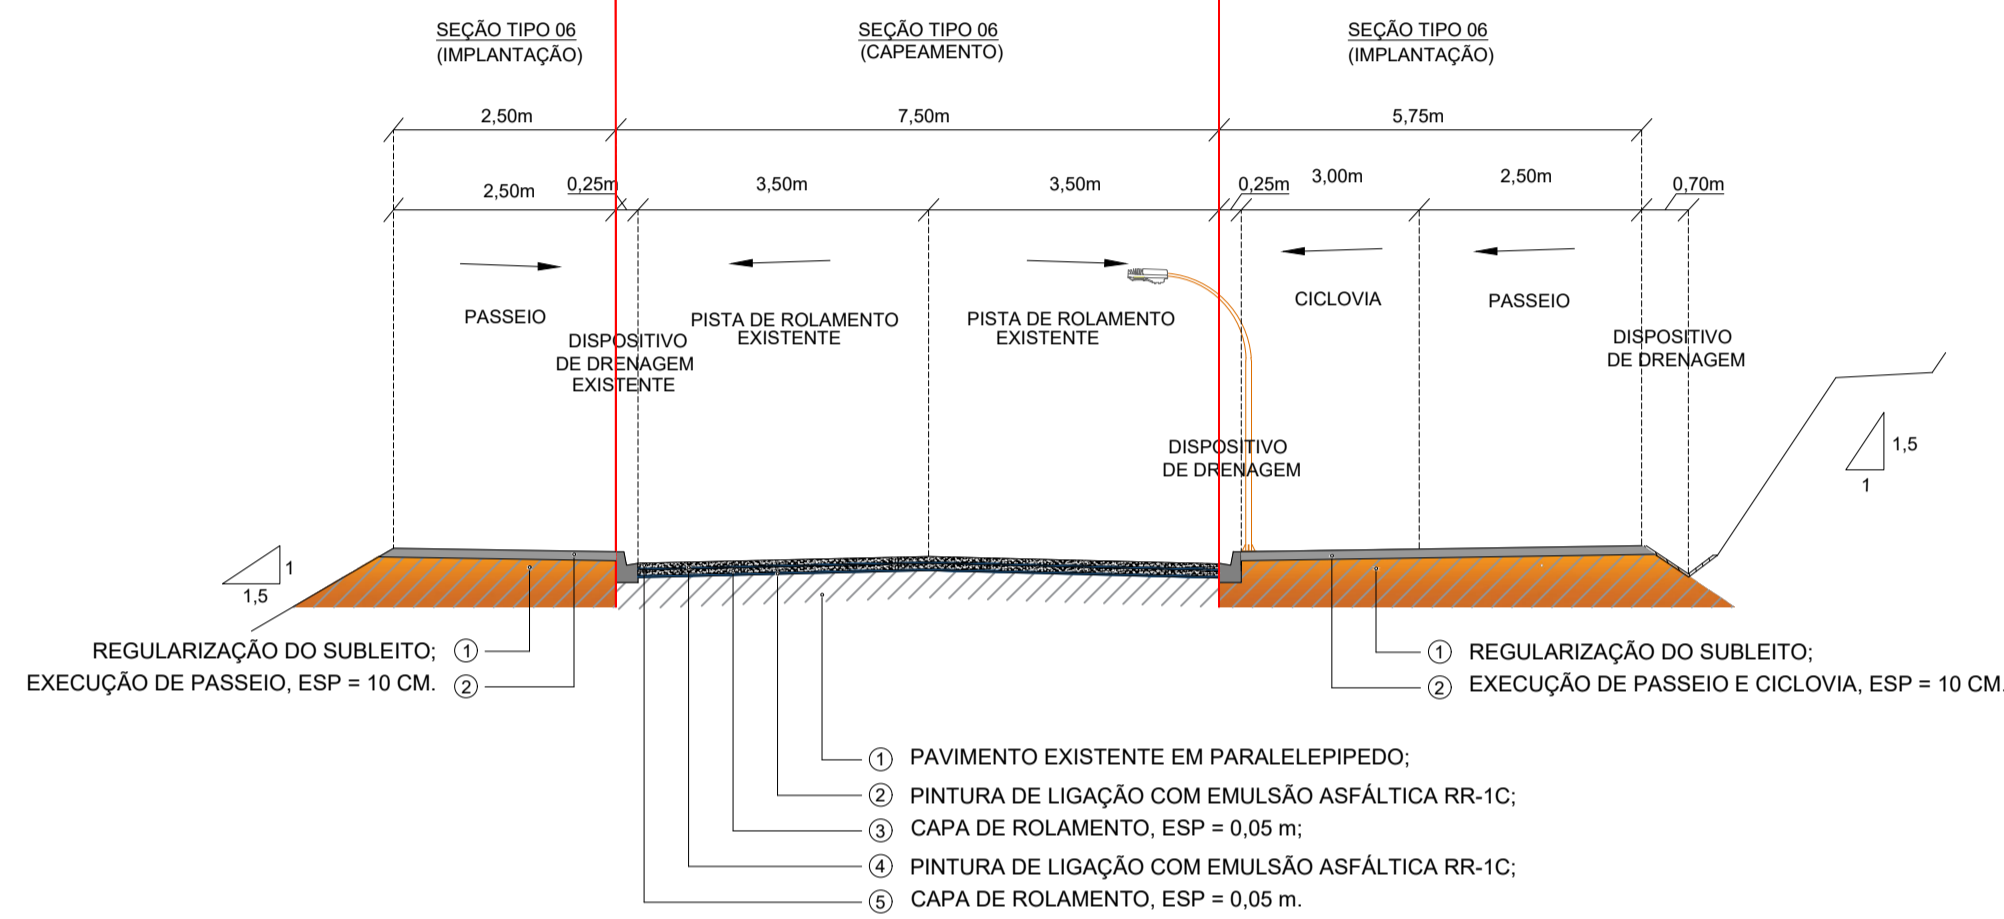 SEÇÃO TIPO 06
(IMPLANTAÇÃO)
SEÇÃO TIPO 06
(CAPEAMENTO)
SEÇÃO TIPO 06
(IMPLANTAÇÃO)
2,50m
7,50m
5,75m
2,50m
0,25m
3,50m
3,50m
0,25m
3,00m
2,50m
0,70m
PASSEIO
DISPOSITIVO
DE DRENAGEM
EXISTENTE
PISTA DE ROLAMENTO
EXISTENTE
PISTA DE ROLAMENTO
EXISTENTE
DISPOSITIVO
DE DRENAGEM
CICLOVIA
PASSEIO
DISPOSITIVO
DE DRENAGEM
1,5
1
1
1,5
REGULARIZAÇÃO DO SUBLEITO; 1
EXECUÇÃO DE PASSEIO, ESP = 10 CM. 2
1 REGULARIZAÇÃO DO SUBLEITO;
2 EXECUÇÃO DE PASSEIO E CICLOVIA, ESP = 10 CM.
1 PAVIMENTO EXISTENTE EM PARALELEPIPEDO;
2 PINTURA DE LIGAÇÃO COM EMULSÃO ASFÁLTICA RR-1C;
3 CAPA DE ROLAMENTO, ESP = 0,05 m;
4 PINTURA DE LIGAÇÃO COM EMULSÃO ASFÁLTICA RR-1C;
5 CAPA DE ROLAMENTO, ESP = 0,05 m.